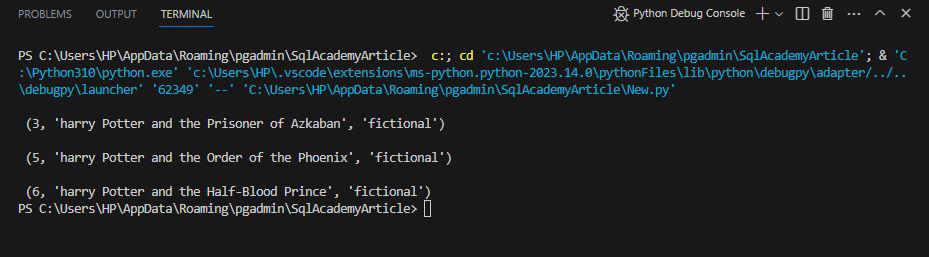 PROBLEMS OUTPUT TERMINAL Python Debug Console
PS C:\Users\HP\AppData\Roaming\pgadmin\SqlAcademyArticle> c:; cd 'c:\Users\HP\AppData\Roaming\pgadmin\SqlAcademyArticle'; & 'C
:\Python310\python.exe' 'c:\Users\HP\.vscode\extensions\ms-python.python-2023.14.0\pythonFiles\lib\python\debugpy\adapter/../..
\debugpy\launcher' '62349' '--' 'C:\Users\HP\AppData\Roaming\pgadmin\SqlAcademyArticle\New.py'
(3, 'harry Potter and the Prisoner of Azkaban', 'fictional')
(5, 'harry Potter and the Order of the Phoenix', 'fictional')
(6, 'harry Potter and the Half-Blood Prince', 'fictional')
PS C:\Users\HP\AppData\Roaming\pgadmin\SqlAcademyArticle>